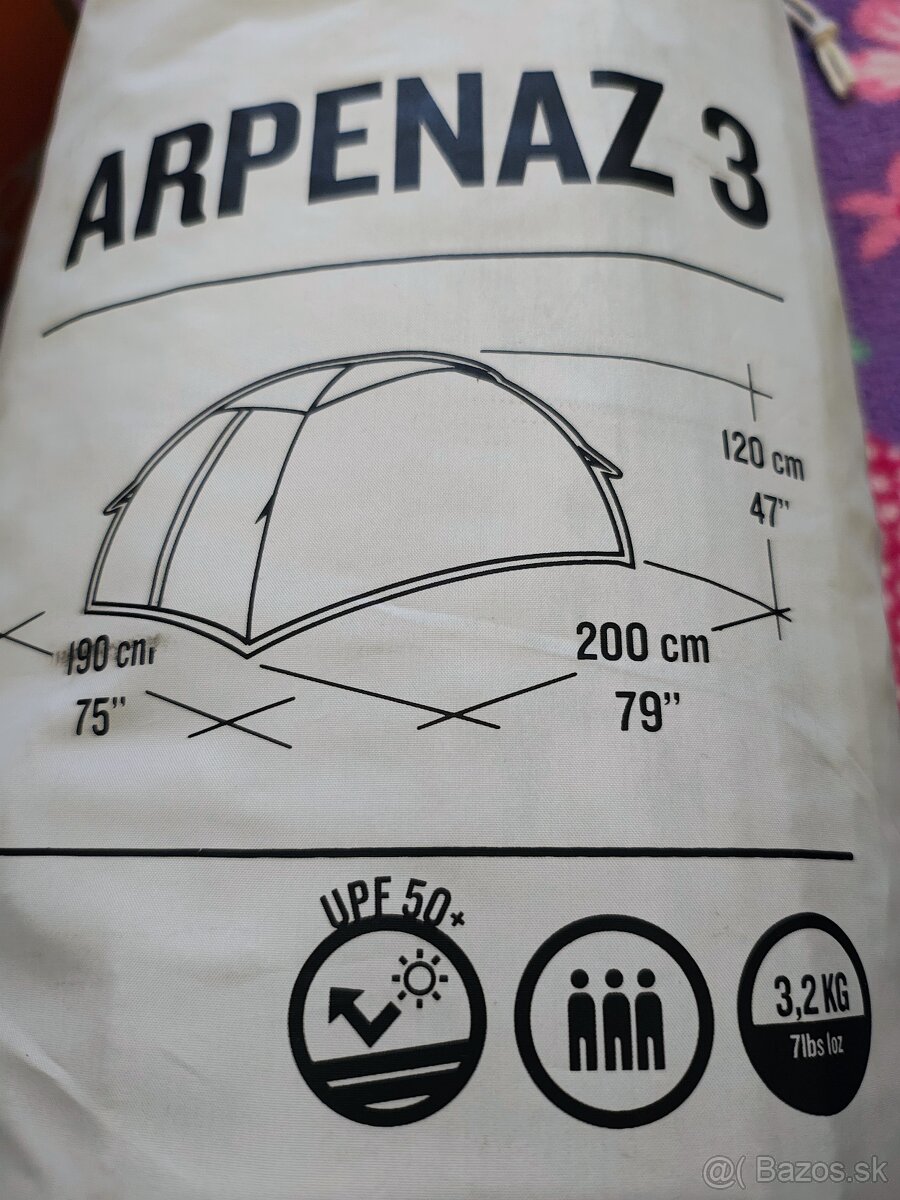 ARPENAZ 3
120 cm
47"
190 cm
75"
200 cm
79"
UPF 50+
3,2 KG
7lbs 1oz
@( Bazos.sk